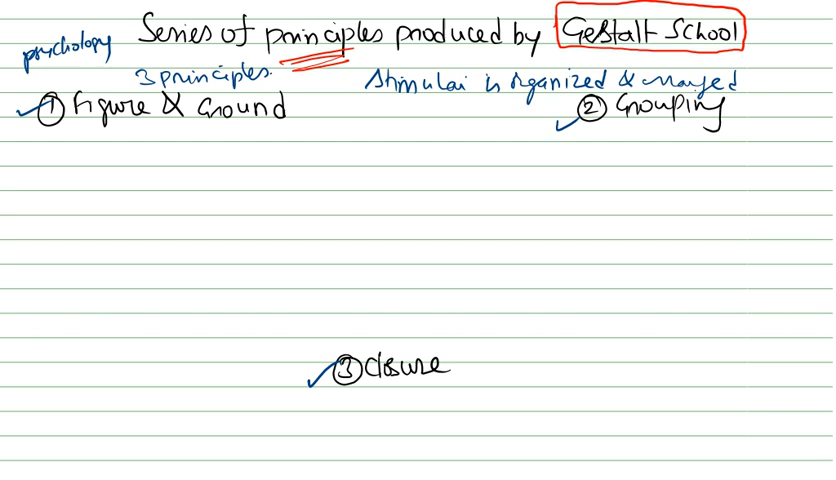 Series of principles produced by Gestalt School
psychology
3 principles.
Stimulai is organized & arranged
① Figure & Ground
② Grouping
③ Closure